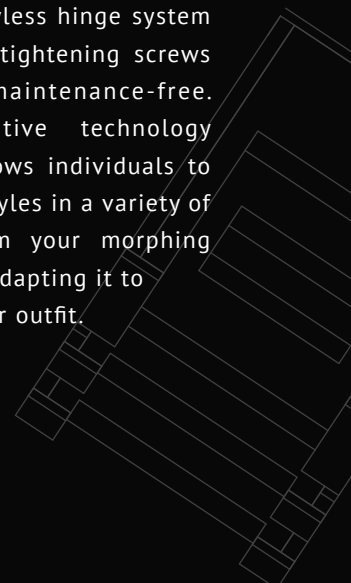 less hinge system
tightening screws
maintenance-free.
tive technology
ows individuals to
yles in a variety of
your morphing
dapting it to
outfit.